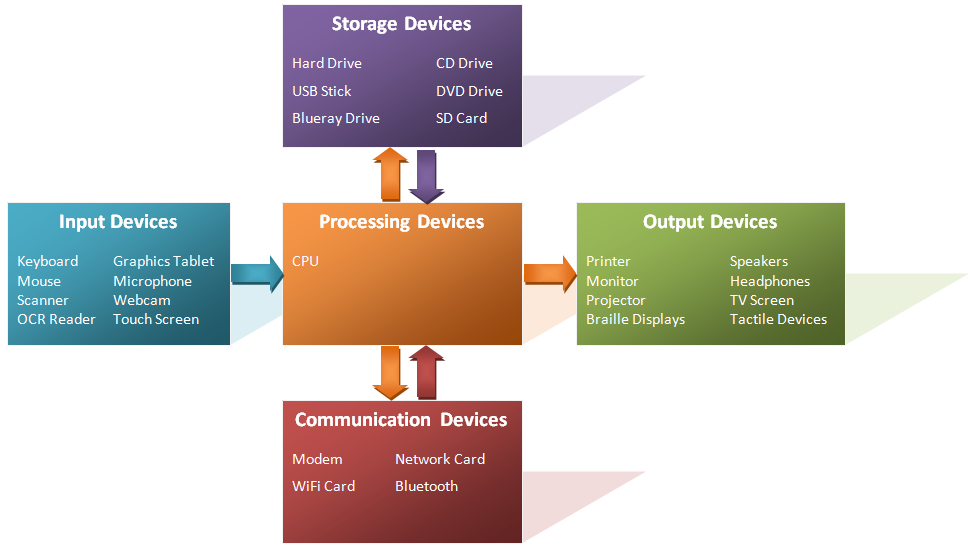 Storage Devices
Hard Drive CD Drive
USB Stick DVD Drive
Blueray Drive SD Card
Input Devices
Keyboard Graphics Tablet
Mouse Microphone
Scanner Webcam
OCR Reader Touch Screen
Processing Devices
CPU
Output Devices
Printer Speakers
Monitor Headphones
Projector TV Screen
Braille Displays Tactile Devices
Communication Devices
Modem Network Card
WiFi Card Bluetooth